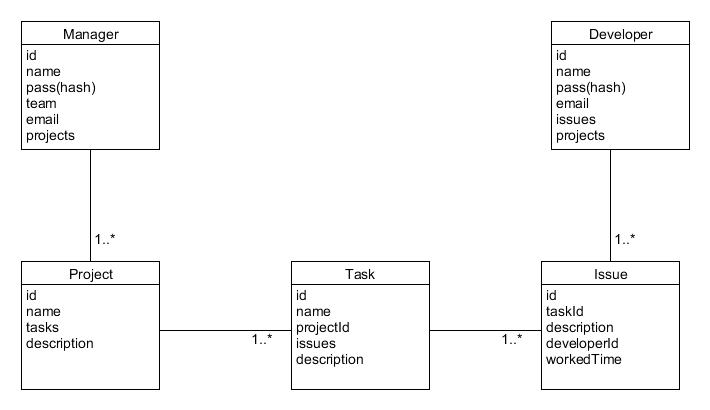 Manager
id
name
pass(hash)
team
email
projects
Developer
id
name
pass(hash)
email
issues
projects
1..*
1..*
Project
id
name
tasks
description
1..*
Task
id
name
projectId
issues
description
1..*
Issue
id
taskId
description
developerId
workedTime